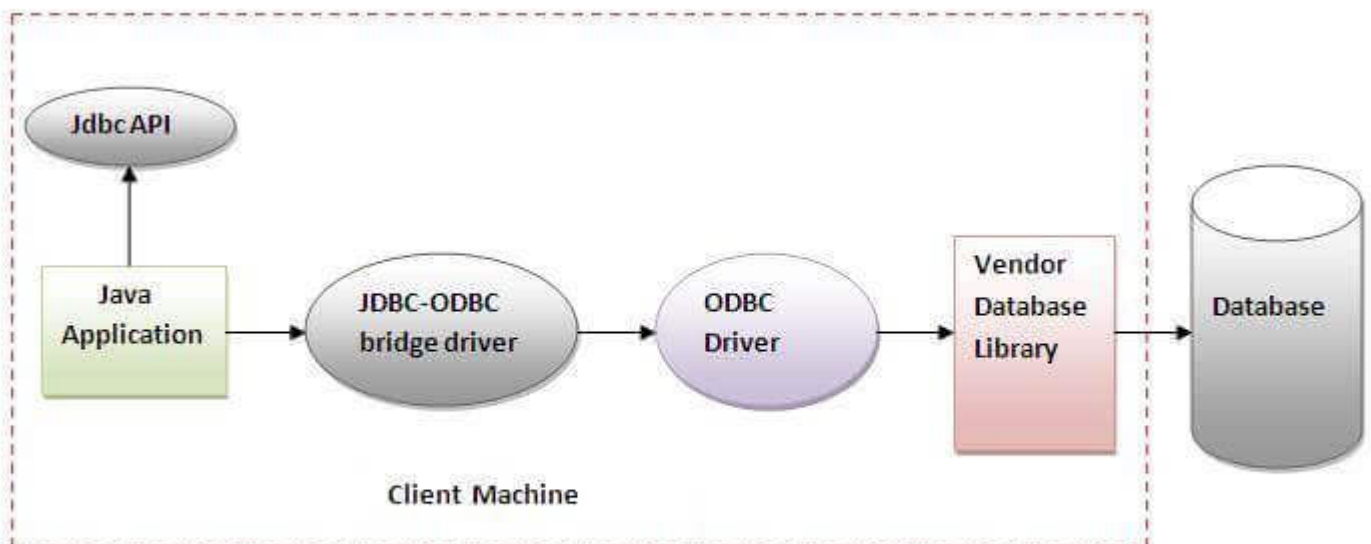 Jdbc API
Java
Application
JDBC-ODBC
bridge driver
ODBC
Driver
Vendor
Database
Library
Database
Client Machine